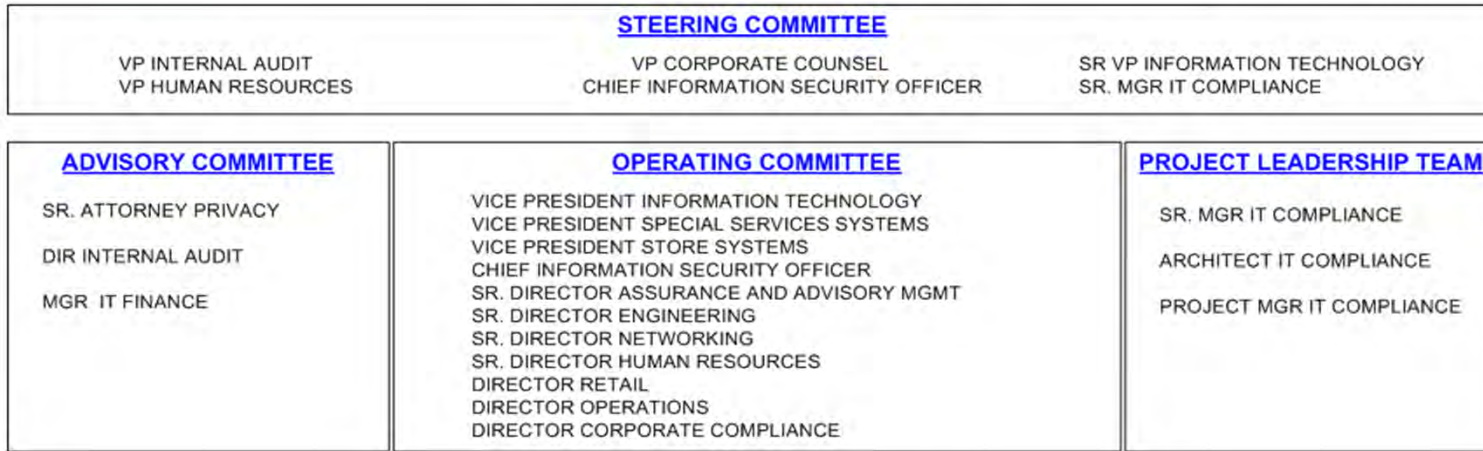 STEERING COMMITTEE
VP INTERNAL AUDIT
VP HUMAN RESOURCES
VP CORPORATE COUNSEL
CHIEF INFORMATION SECURITY OFFICER
SR VP INFORMATION TECHNOLOGY
SR. MGR IT COMPLIANCE
ADVISORY COMMITTEE
SR. ATTORNEY PRIVACY
DIR INTERNAL AUDIT
MGR IT FINANCE
OPERATING COMMITTEE
VICE PRESIDENT INFORMATION TECHNOLOGY
VICE PRESIDENT SPECIAL SERVICES SYSTEMS
VICE PRESIDENT STORE SYSTEMS
CHIEF INFORMATION SECURITY OFFICER
SR. DIRECTOR ASSURANCE AND ADVISORY MGMT
SR. DIRECTOR ENGINEERING
SR. DIRECTOR NETWORKING
SR. DIRECTOR HUMAN RESOURCES
DIRECTOR RETAIL
DIRECTOR OPERATIONS
DIRECTOR CORPORATE COMPLIANCE
PROJECT LEADERSHIP TEAM
SR. MGR IT COMPLIANCE
ARCHITECT IT COMPLIANCE
PROJECT MGR IT COMPLIANCE